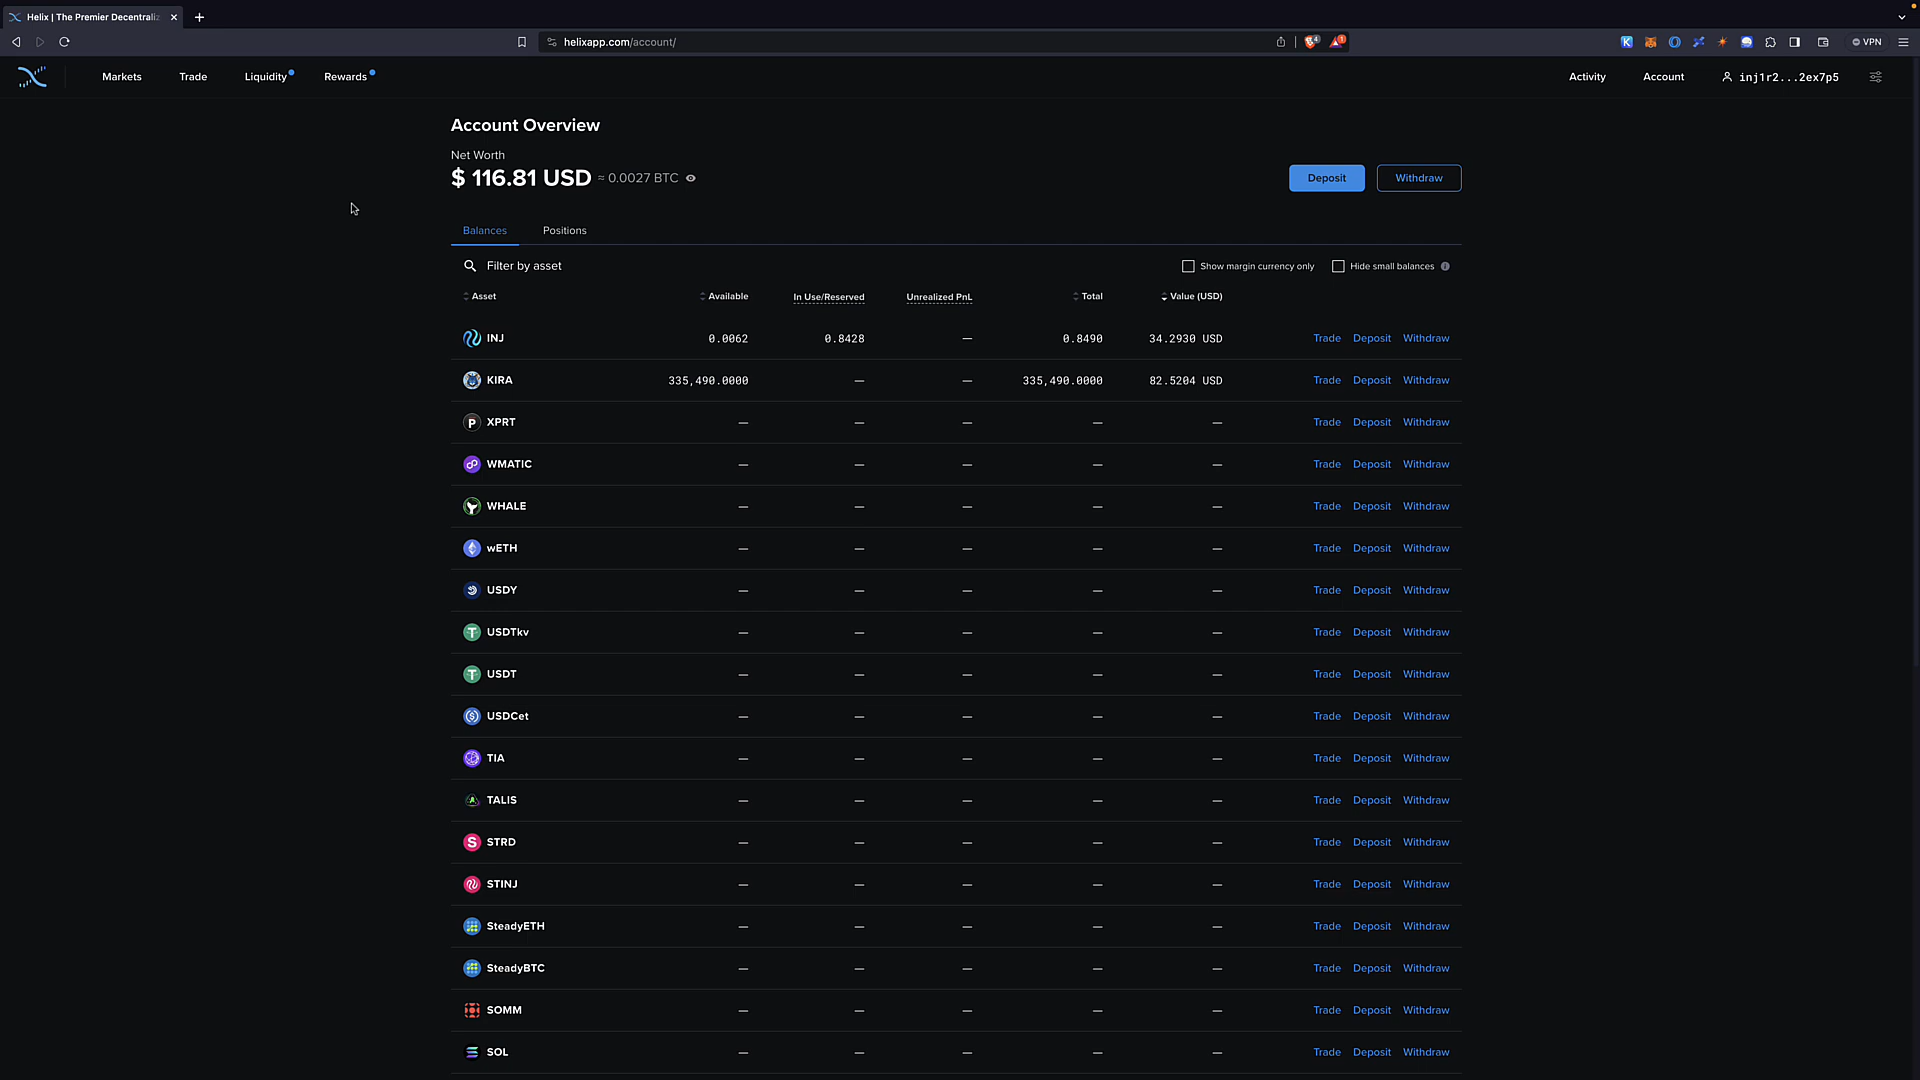 Helix | The Premier Decentraliz
helixapp.com/account/
4
1
VPN
Markets Trade Liquidity Rewards Activity Account inj1r2...2ex7p5
Account Overview
Net Worth
$ 116.81 USD ≈ 0.0027 BTC
Deposit Withdraw
Balances Positions
Filter by asset Show margin currency only Hide small balances
Asset Available In Use/Reserved Unrealized PnL Total Value (USD)
INJ 0.0062 0.8428 — 0.8490 34.2930 USD Trade Deposit Withdraw
KIRA 335,490.0000 — — 335,490.0000 82.5204 USD Trade Deposit Withdraw
XPRT — — — — — Trade Deposit Withdraw
WMATIC — — — — — Trade Deposit Withdraw
WHALE — — — — — Trade Deposit Withdraw
wETH — — — — — Trade Deposit Withdraw
USDY — — — — — Trade Deposit Withdraw
USDTkv — — — — — Trade Deposit Withdraw
USDT — — — — — Trade Deposit Withdraw
USDCet — — — — — Trade Deposit Withdraw
TIA — — — — — Trade Deposit Withdraw
TALIS — — — — — Trade Deposit Withdraw
STRD — — — — — Trade Deposit Withdraw
STINJ — — — — — Trade Deposit Withdraw
SteadyETH — — — — — Trade Deposit Withdraw
SteadyBTC — — — — — Trade Deposit Withdraw
SOMM — — — — — Trade Deposit Withdraw
SOL — — — — — Trade Deposit Withdraw